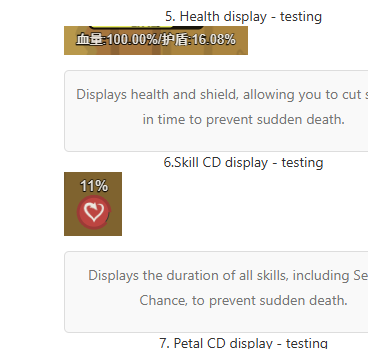 5. Health display - testing
血量:100.00%/护盾:16.08%
Displays health and shield, allowing you to cut s
in time to prevent sudden death.
6.Skill CD display - testing
11%
Displays the duration of all skills, including Se
Chance, to prevent sudden death.
7. Petal CD display - testing